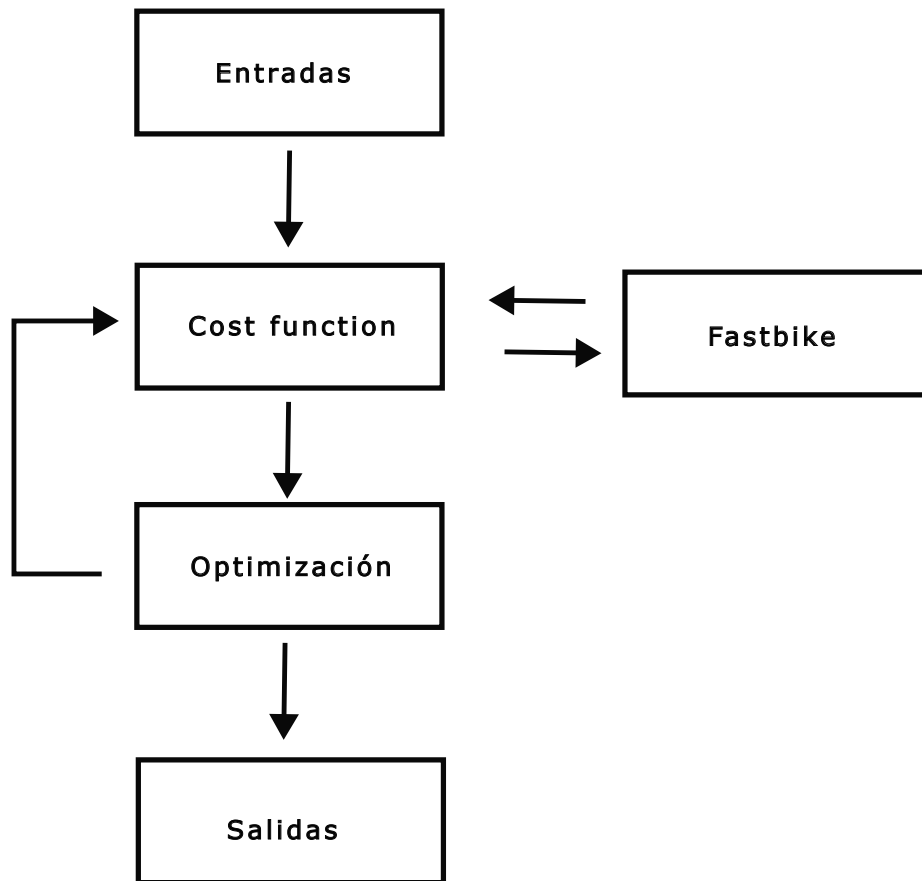 Entradas
Cost function
Fastbike
Optimización
Salidas